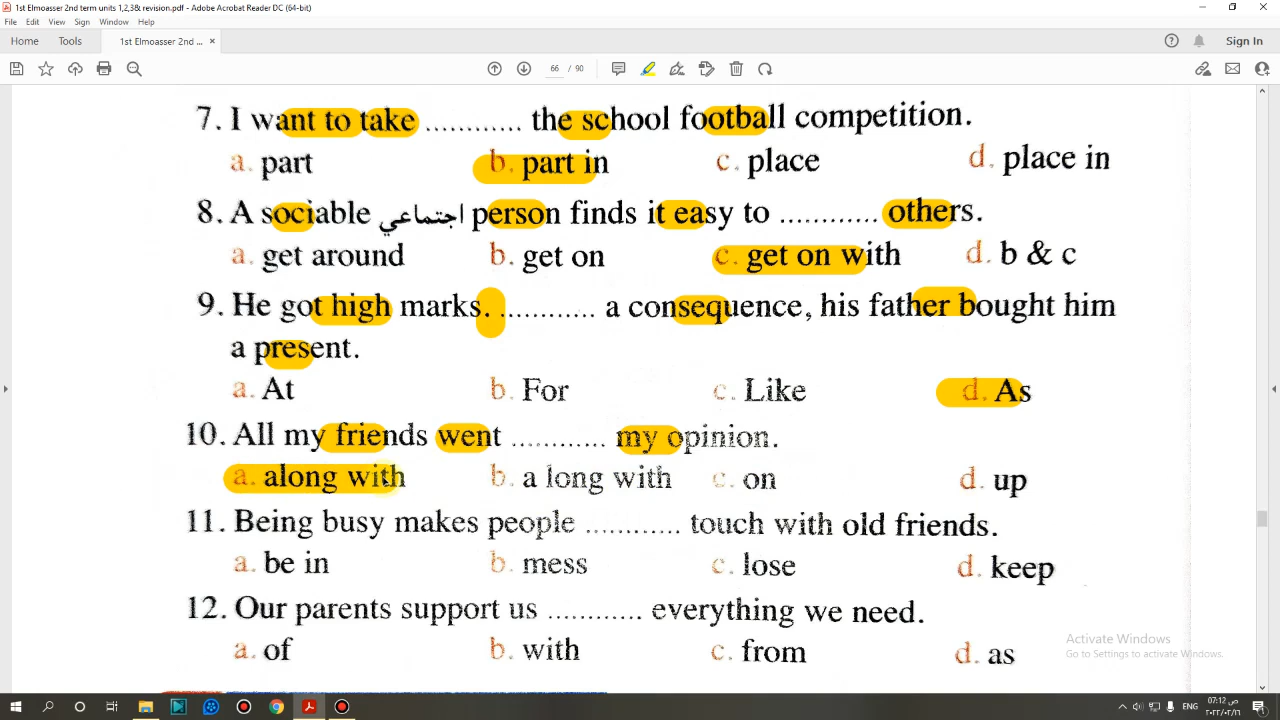 1st Elmoasser 2nd term units 1,2,3& revision.pdf - Adobe Acrobat Reader DC (64-bit)
File Edit View Sign Window Help
Home Tools 1st Elmoasser 2nd ... × Sign In
66 / 90
7. I want to take ............ the school football competition.
a. part b. part in c. place d. place in
8. A sociable اجتماعي person finds it easy to ............ others.
a. get around b. get on c. get on with d. b & c
9. He got high marks. ............ a consequence, his father bought him
a present.
a. At b. For c. Like d. As
10. All my friends went ............ my opinion.
a. along with b. a long with c. on d. up
11. Being busy makes people ............ touch with old friends.
a. be in b. mess c. lose d. keep
12. Our parents support us ............ everything we need.
a. of b. with c. from d. as
Activate Windows
Go to Settings to activate Windows.
ENG ص 07:12
٢٠٢٢/٠٢/١٦